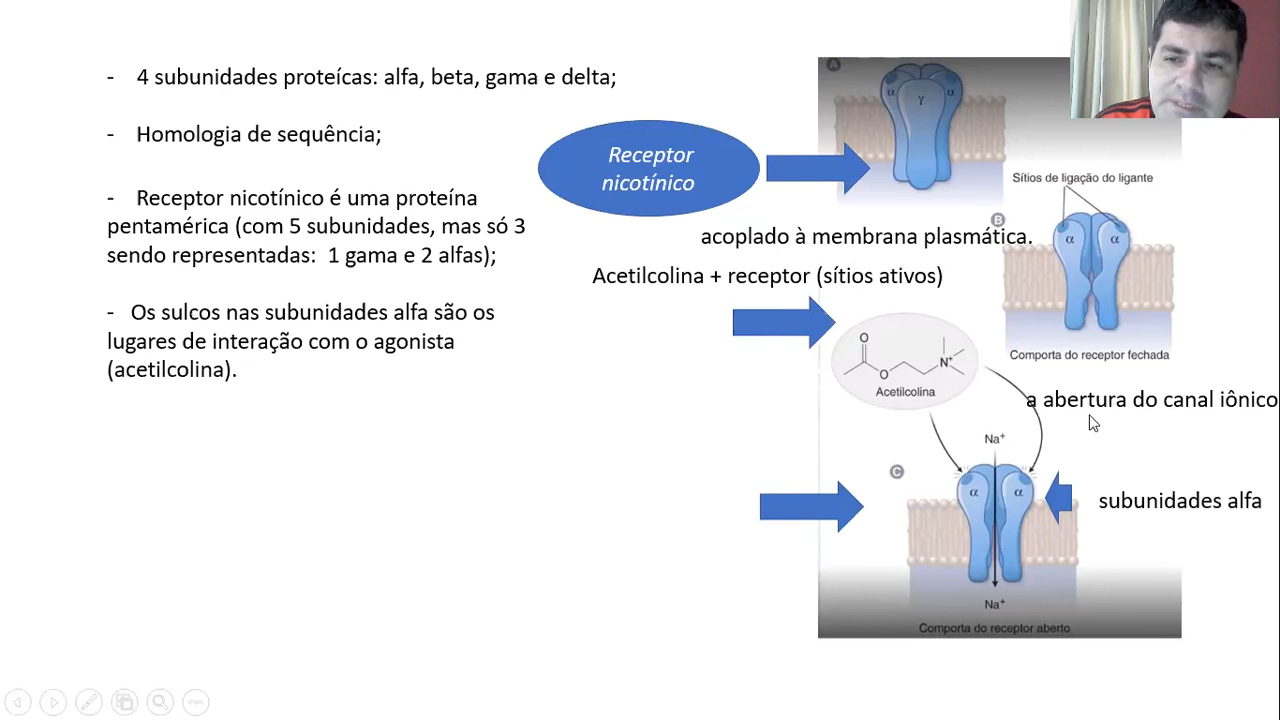 - 4 subunidades proteícas: alfa, beta, gama e delta;
- Homologia de sequência;
- Receptor nicotínico é uma proteína
pentamérica (com 5 subunidades, mas só 3
sendo representadas: 1 gama e 2 alfas);
- Os sulcos nas subunidades alfa são os
lugares de interação com o agonista
(acetilcolina).
Receptor
nicotínico
acoplado à membrana plasmática.
Acetilcolina + receptor (sítios ativos)
A
α
γ
α
Sítios de ligação do ligante
B
α
α
Comporta do receptor fechada
O
O
N+
Acetilcolina
a abertura do canal iônico
Na+
C
α
α
subunidades alfa
Na+
Comporta do receptor aberto